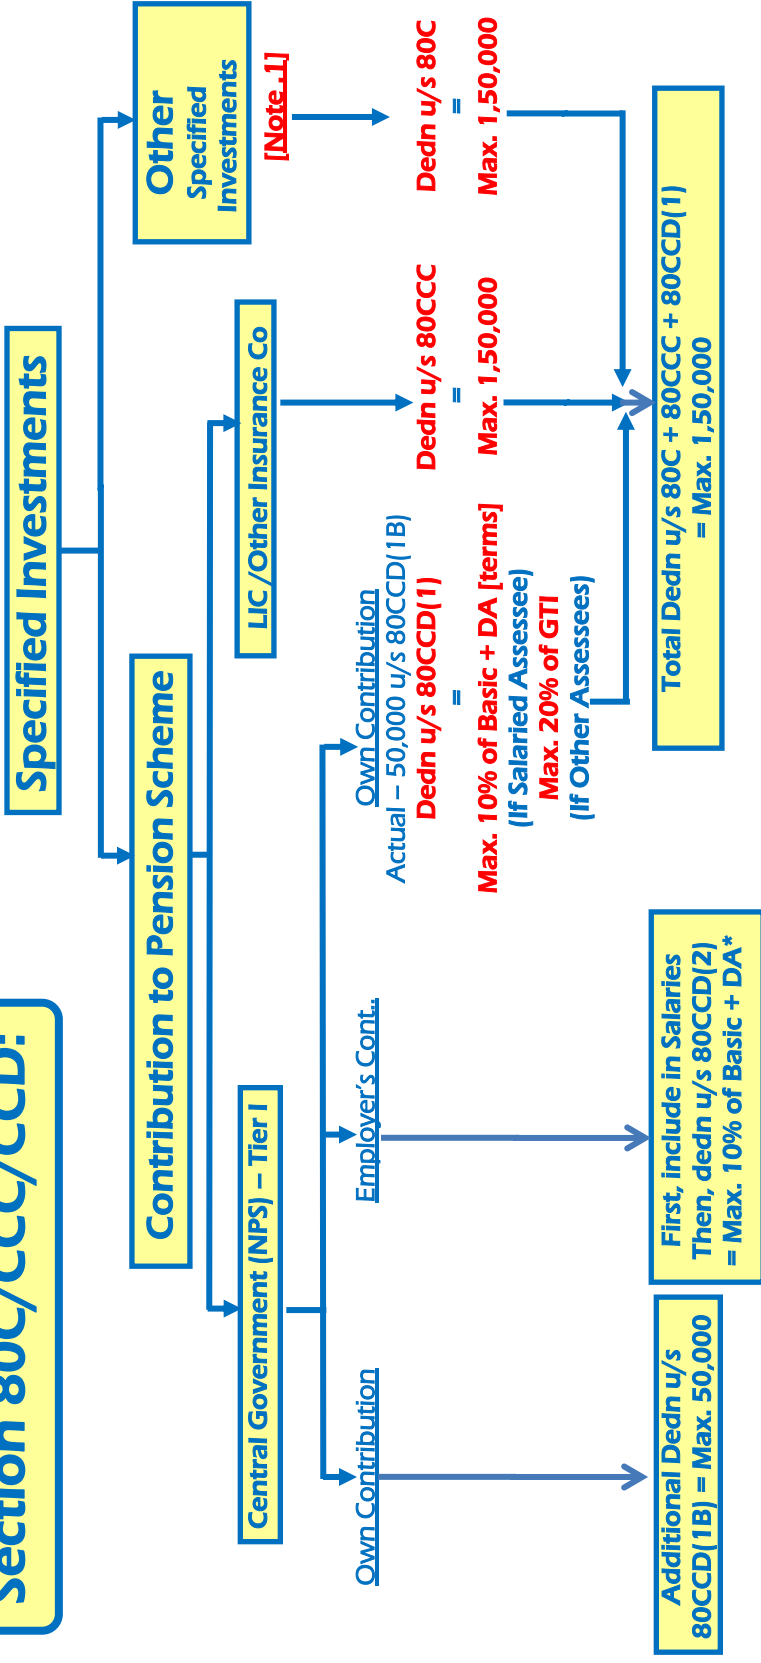 Section 80C/CCC/CCD:
Specified Investments
Contribution to Pension Scheme
Other
Specified
Investments
[Note .1]
Central Government (NPS) – Tier I
LIC /Other Insurance Co
Own Contribution
Employer’s Cont..
Own Contribution
Actual – 50,000 u/s 80CCD(1B)
Dedn u/s 80CCD(1)
=
Max. 10% of Basic + DA [terms]
(If Salaried Assessee)
Max. 20% of GTI
(If Other Assessees)
Dedn u/s 80CCC
=
Max. 1,50,000
Dedn u/s 80C
=
Max. 1,50,000
Additional Dedn u/s
80CCD(1B) = Max. 50,000
First, include in Salaries
Then, dedn u/s 80CCD(2)
= Max. 10% of Basic + DA*
Total Dedn u/s 80C + 80CCC + 80CCD(1)
= Max. 1,50,000